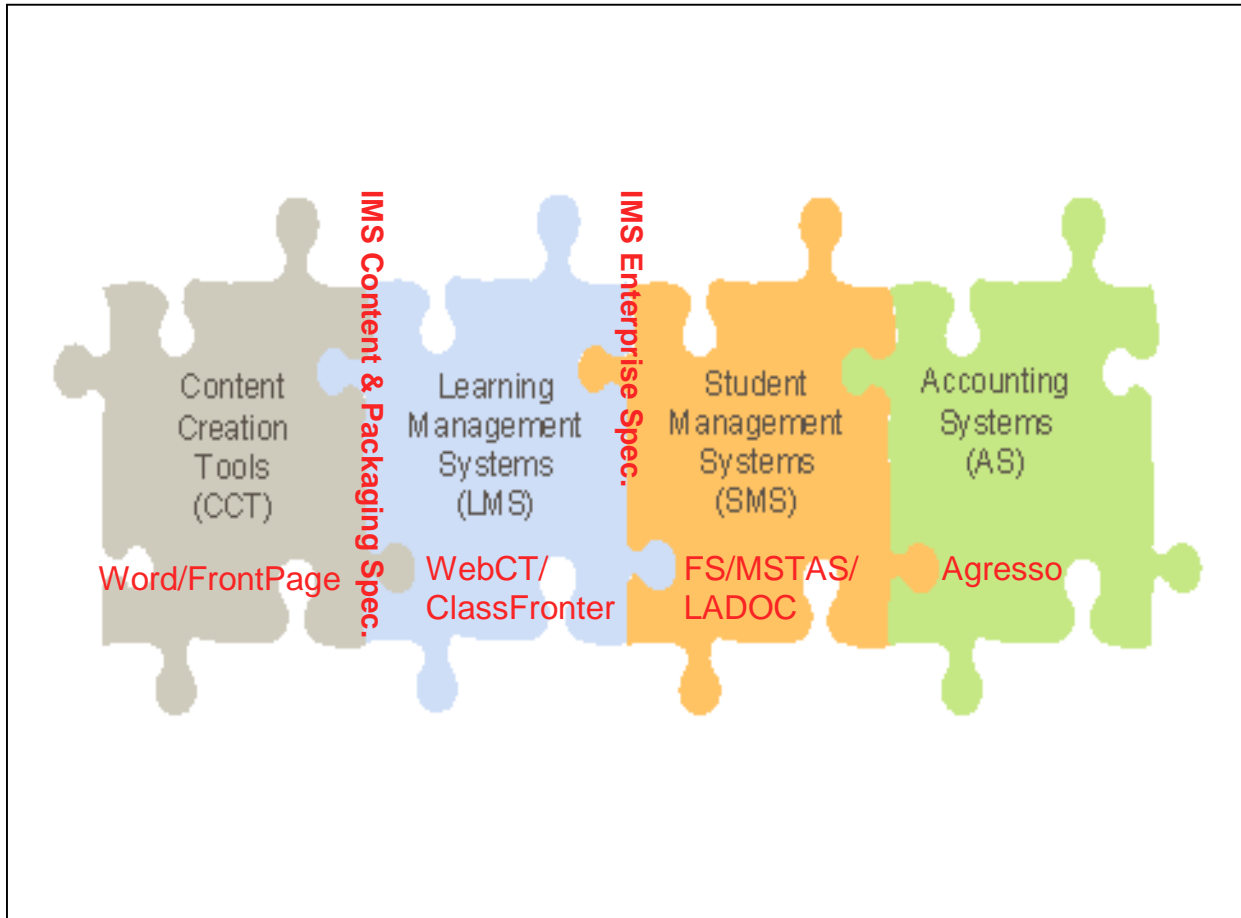 Content
Creation
Tools
(CCT)
Word/FrontPage
IMS Content & Packaging Spec.
Learning
Management
Systems
(LMS)
WebCT/
ClassFronter
IMS Enterprise Spec.
Student
Management
Systems
(SMS)
FS/MSTAS/
LADOC
Accounting
Systems
(AS)
Agresso